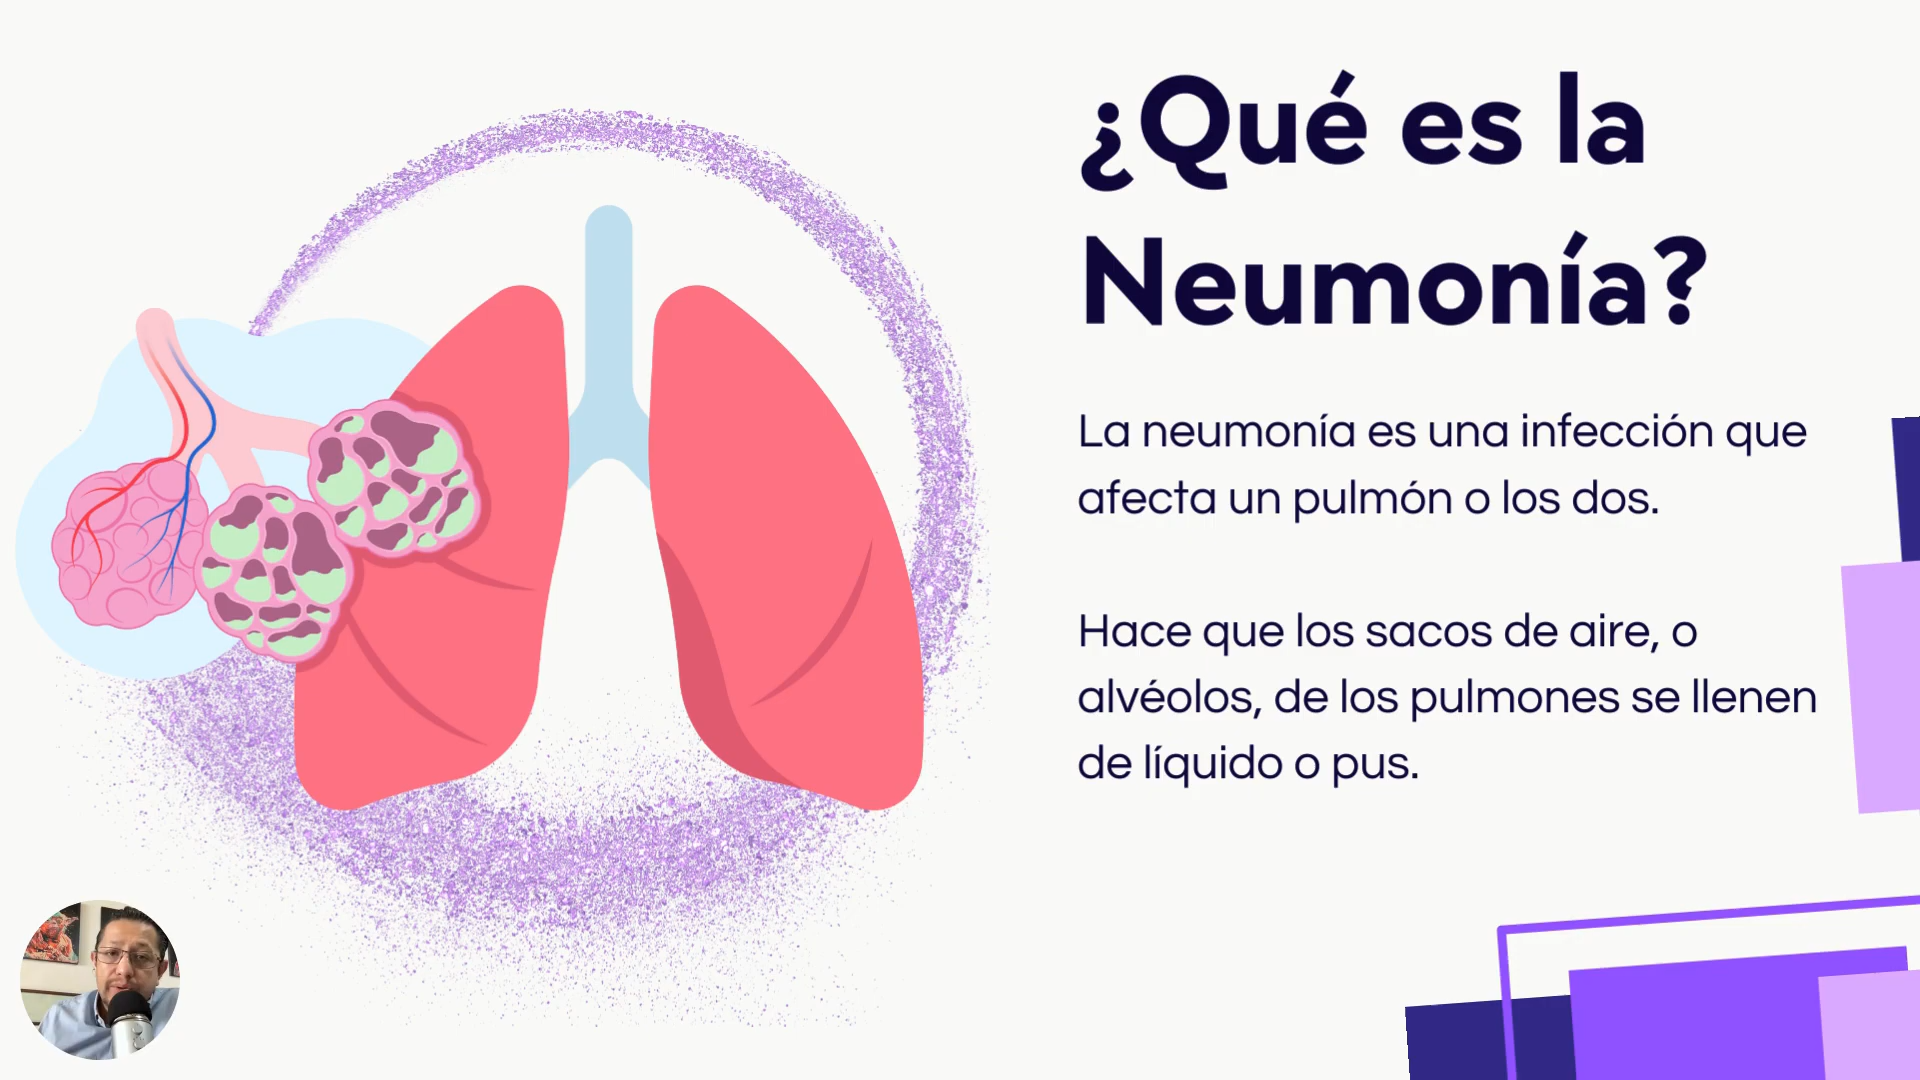 ¿Qué es la
Neumonía?
La neumonía es una infección que
afecta un pulmón o los dos.
Hace que los sacos de aire, o
alvéolos, de los pulmones se llenen
de líquido o pus.